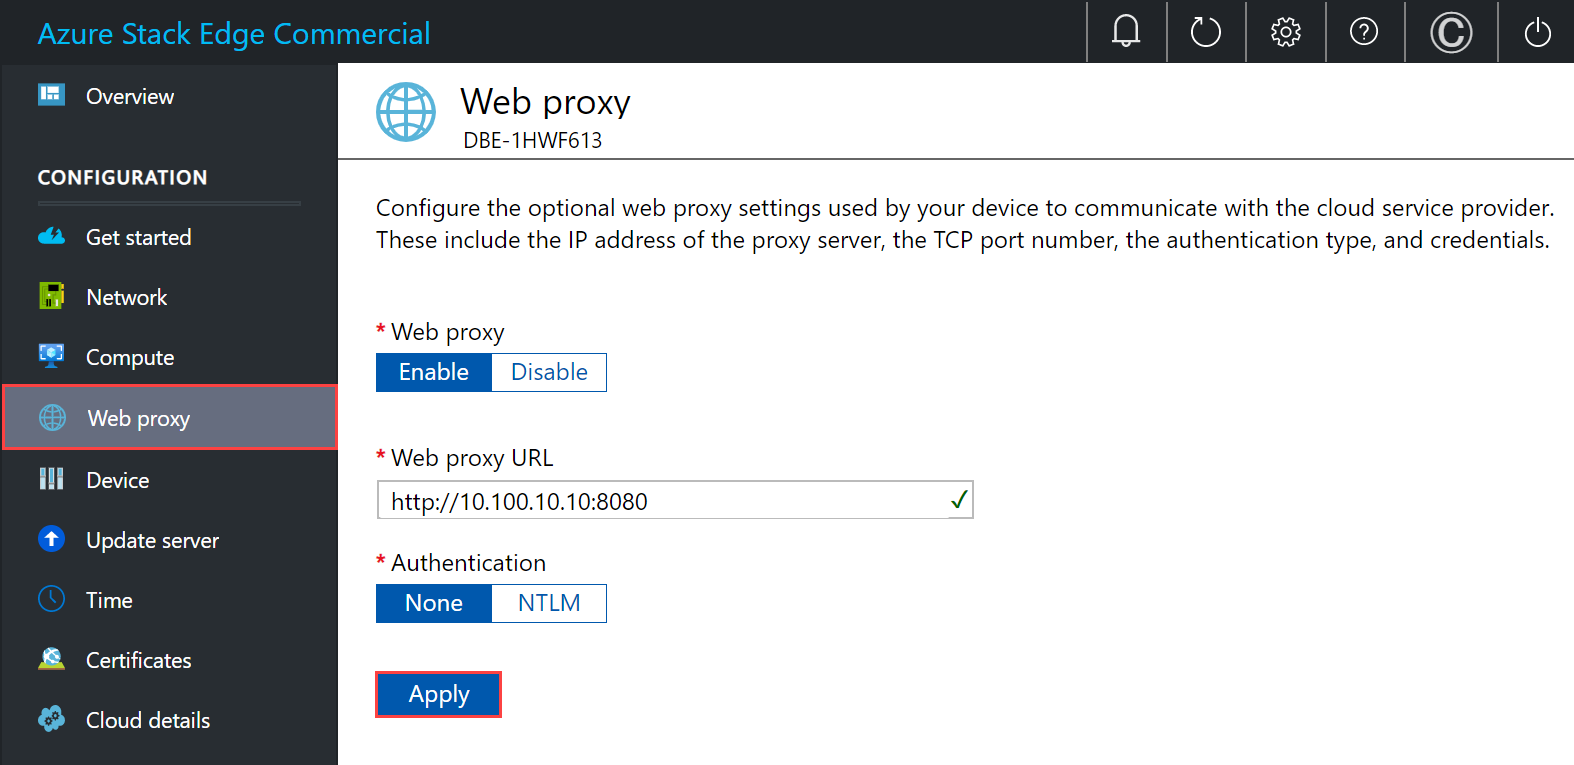 Azure Stack Edge Commercial
Overview
CONFIGURATION
Get started
Network
Compute
Web proxy
Device
Update server
Time
Certificates
Cloud details
Web proxy
DBE-1HWF613
Configure the optional web proxy settings used by your device to communicate with the cloud service provider.
These include the IP address of the proxy server, the TCP port number, the authentication type, and credentials.
* Web proxy
Enable Disable
* Web proxy URL
http://10.100.10.10:8080
* Authentication
None NTLM
Apply